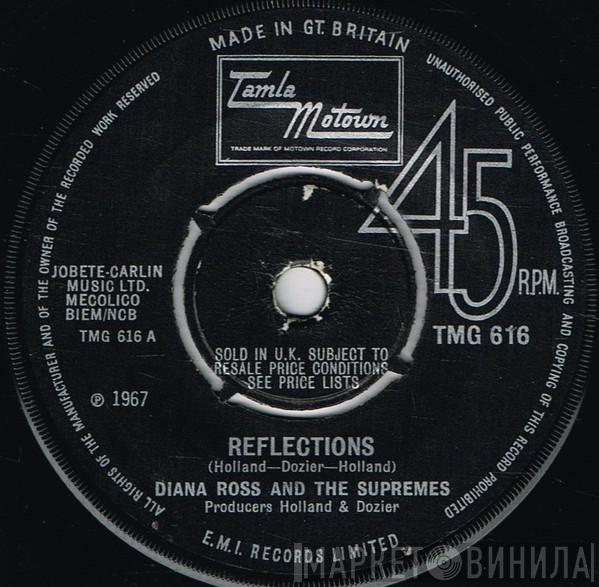 MADE IN GT. BRITAIN
Tamla
Motown
TRADE MARK OF MOTOWN RECORD CORPORATION
45
R.P.M.
TMG 616
JOBETE-CARLIN
MUSIC LTD.
MECOLICO
BIEM/NCB
TMG 616 A
℗ 1967
SOLD IN U.K. SUBJECT TO
RESALE PRICE CONDITIONS
SEE PRICE LISTS
REFLECTIONS
(Holland—Dozier—Holland)
DIANA ROSS AND THE SUPREMES
Producers Holland & Dozier
E.M.I. RECORDS LIMITED
ALL RIGHTS OF THE MANUFACTURER AND OF THE OWNER OF THE RECORDED WORK RESERVED
UNAUTHORISED PUBLIC PERFORMANCE BROADCASTING AND COPYING OF THIS RECORD PROHIBITED
МАРКЕТ ВИНИЛА